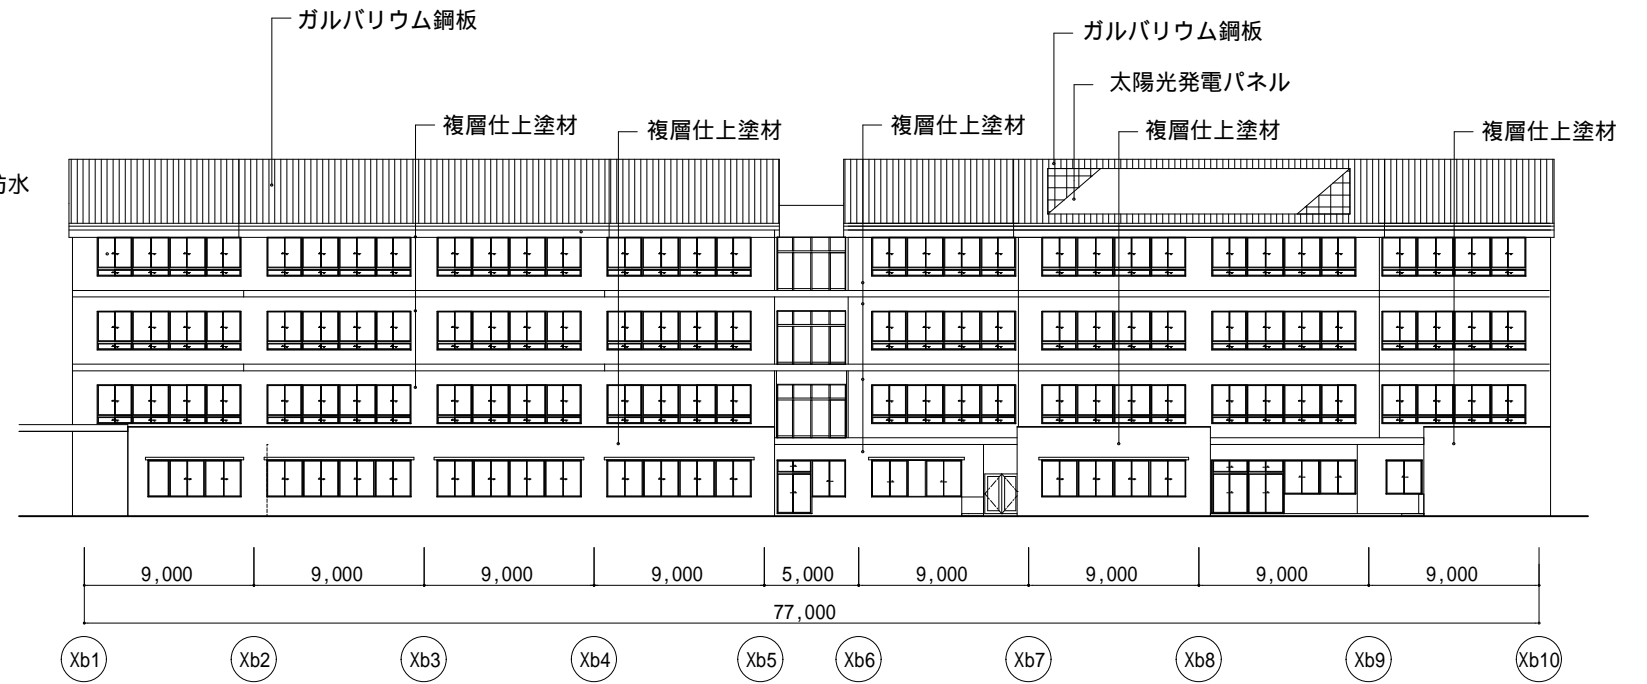 ガルバリウム鋼板
ガルバリウム鋼板
太陽光発電パネル
複層仕上塗材
複層仕上塗材
複層仕上塗材
複層仕上塗材
複層仕上塗材
防水
9,000 9,000 9,000 9,000 5,000 9,000 9,000 9,000 9,000
77,000
Xb1 Xb2 Xb3 Xb4 Xb5 Xb6 Xb7 Xb8 Xb9 Xb10